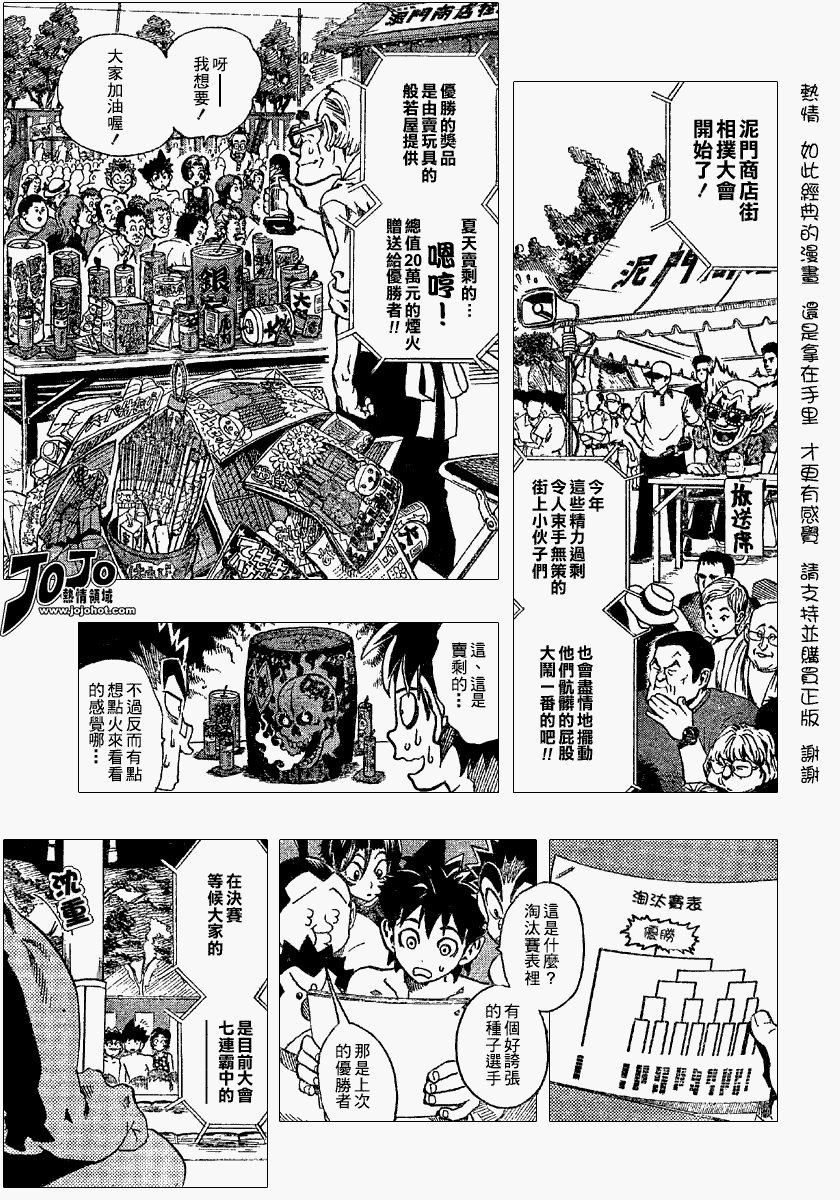 熱情 如此經典的漫畫 還是拿在手里 才更有感覺 請支持並購買正版 謝謝
泥門商店街
相撲大會
開始了！
泥門商店
放送席
今年
這些精力過剩
令人束手無策的
街上小伙子們
也會盡情地擺動
他們骯髒的屁股
大鬧一番的吧!!
泥門商店街
優勝的獎品
是由賣玩具的
般若屋提供
夏天賣剩的…
嗯哼！
總值20萬元的煙火
贈送給優勝者!!
呀──
我想要！
大家加油喔！
銀
大
JOJO
熱情領域
www.jojohot.com
這、這是
賣剩的…
不過反而有點
想點火來看看
的感覺哪…
淘汰賽表
優勝
這是什麼？
淘汰賽表裡
有個好誇張
的種子選手
那是上次
的優勝者
在決賽
等候大家的
是目前大會
七連霸中的
──
沈重